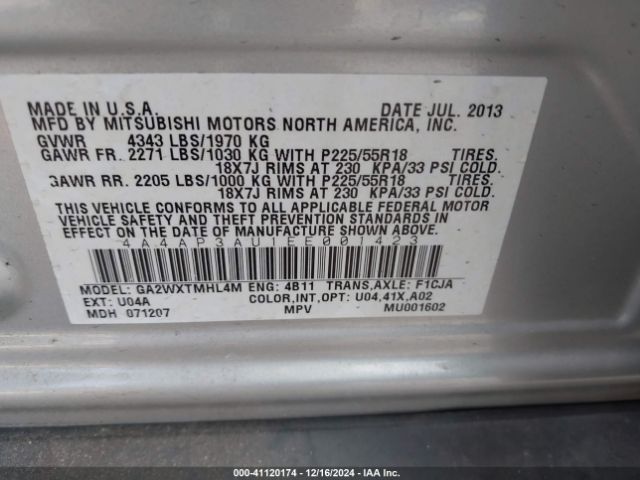 MADE IN U.S.A. DATE JUL. 2013
MFD BY MITSUBISHI MOTORS NORTH AMERICA, INC.
GVWR 4343 LBS/1970 KG
GAWR FR. 2271 LBS/1030 KG WITH P225/55R18 TIRES.
18X7J RIMS AT 230 KPA/33 PSI COLD.
GAWR RR. 2205 LBS/1000 KG WITH P225/55R18 TIRES.
18X7J RIMS AT 230 KPA/33 PSI COLD.
THIS VEHICLE CONFORMS TO ALL APPLICABLE FEDERAL MOTOR
VEHICLE SAFETY AND THEFT PREVENTION STANDARDS IN
EFFECT ON THE DATE OF MANUFACTURE SHOWN ABOVE.
4A4AP3AU1EE001423
MODEL: GA2WXTMHL4M ENG: 4B11 TRANS,AXLE: F1CJA
EXT: U04A COLOR,INT,OPT: U04,41X,A02
MDH 071207 MPV MU001602
000-41120174 - 12/16/2024 - IAA Inc.